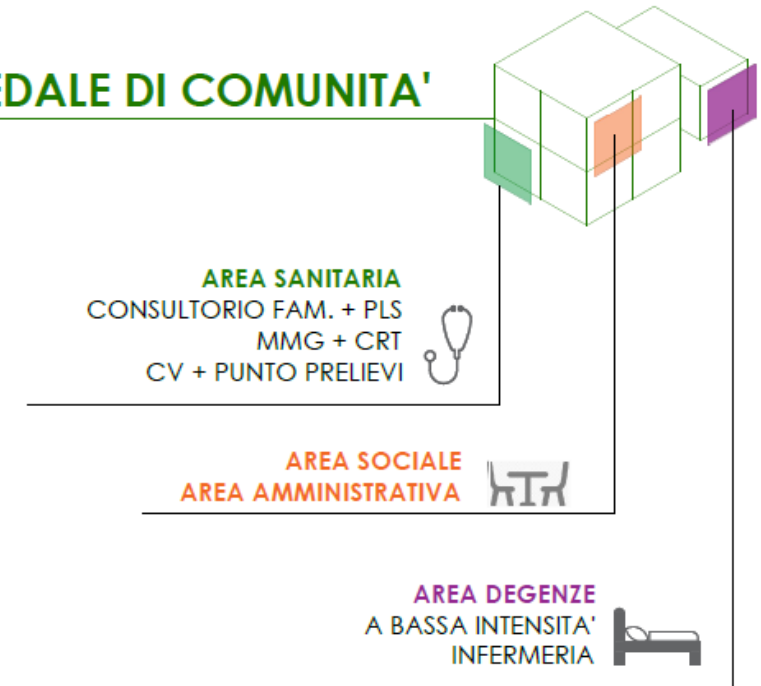 EDALE DI COMUNITA'
AREA SANITARIA
CONSULTORIO FAM. + PLS
MMG + CRT
CV + PUNTO PRELIEVI
AREA SOCIALE
AREA AMMINISTRATIVA
AREA DEGENZE
A BASSA INTENSITA'
INFERMERIA